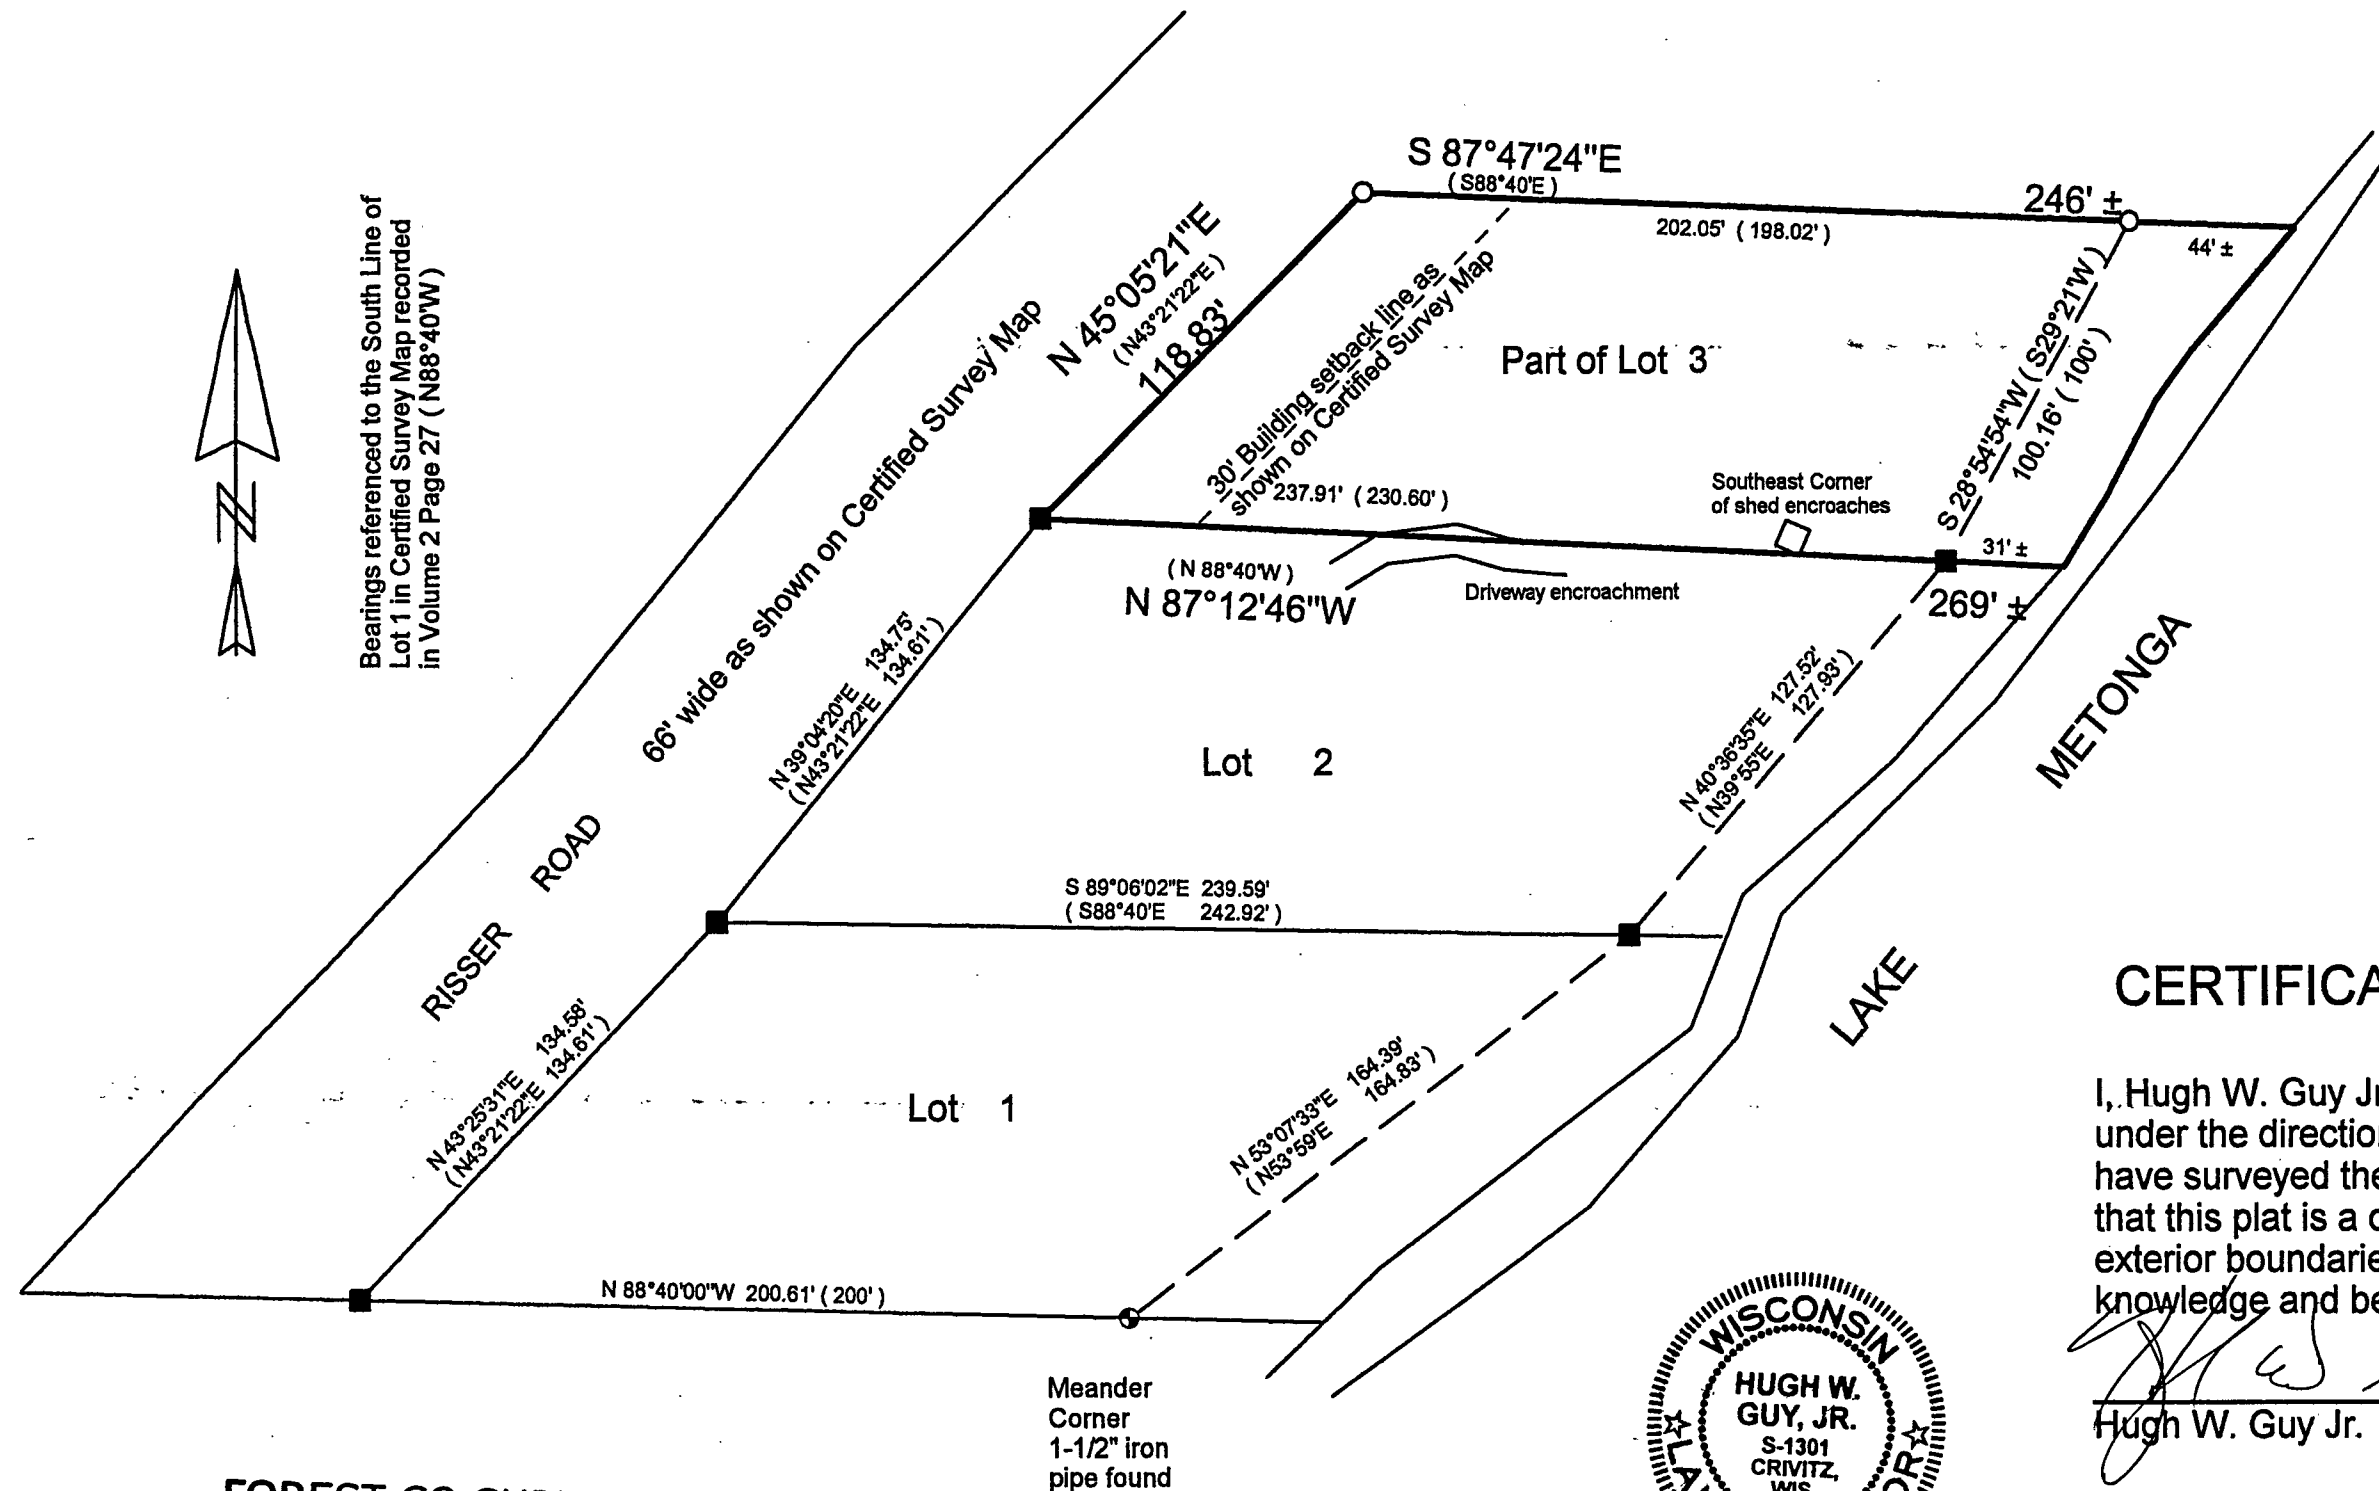 S 87°47'24"E
( S88°40'E )
246' ±
202.05' ( 198.02' )
44' ±
N 45°05'21"E
( N43°21'22"E )
118.83'
Bearings referenced to the South Line of
Lot 1 in Certified Survey Map recorded
in Volume 2 Page 27 ( N88°40'W )
30' Building setback line as
shown on Certified Survey Map
Part of Lot 3
S 28°54'54"W ( S29°21'W )
100.16' ( 100' )
66' wide as shown on Certified Survey Map
237.91' ( 230.60' )
Southeast Corner
of shed encroaches
31' ±
( N 88°40'W )
N 87°12'46"W
Driveway encroachment
269' ±
N 39°04'20"E 134.75'
( N43°21'22"E 134.61' )
Lot 2
N 40°36'35"E 127.52'
( N39°55'E 127.93' )
METONGA
LAKE
RISSER ROAD
S 89°06'02"E 239.59'
( S88°40'E 242.92' )
N 43°25'31"E 134.58'
( N43°21'22"E 134.61' )
Lot 1
N 53°07'33"E 164.39'
( N53°59'E 164.83' )
N 88°40'00"W 200.61' ( 200' )
Meander
Corner
1-1/2" iron
pipe found
CERTIFICA
I, Hugh W. Guy Jr
under the direction
have surveyed the
that this plat is a
exterior boundarie
knowledge and be
Hugh W. Guy Jr.
WISCONSIN
HUGH W.
GUY, JR.
S-1301
CRIVITZ,
WIS.
N